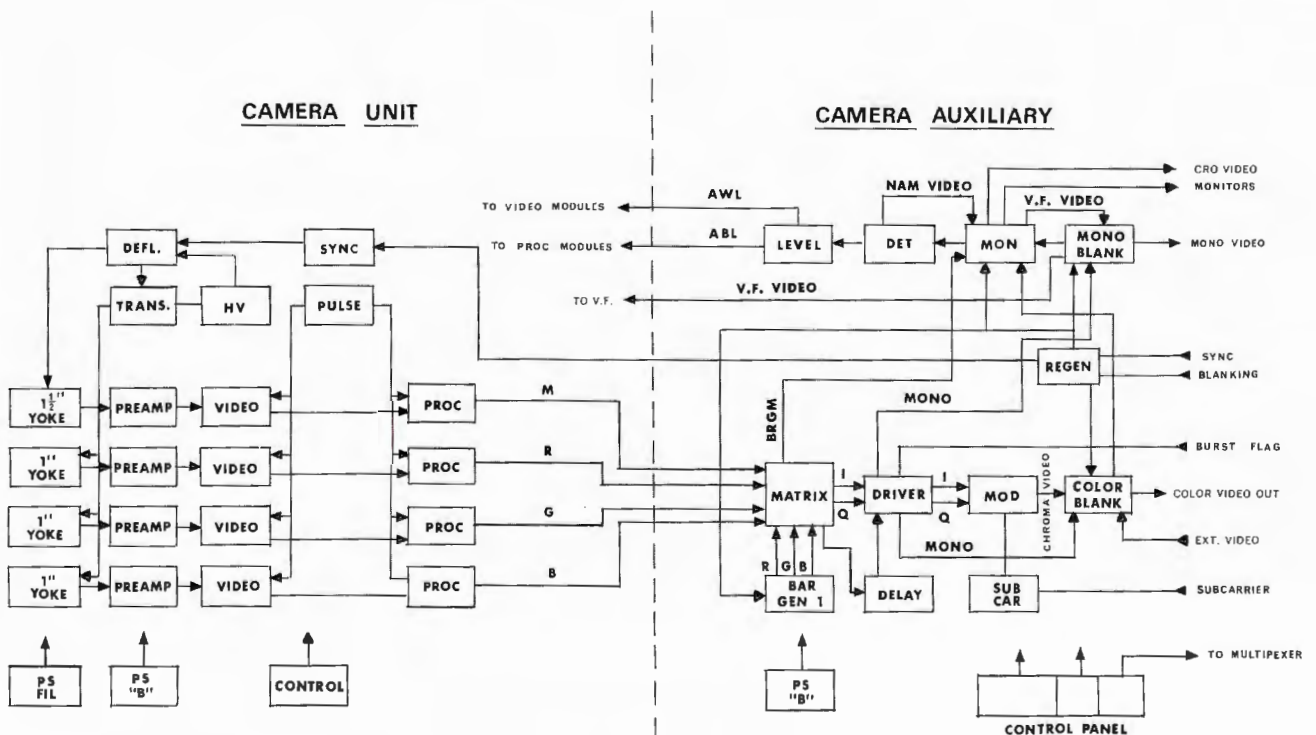 CAMERA UNIT
CAMERA AUXILIARY
CRO VIDEO
NAM VIDEO
MONITORS
AWL
V.F. VIDEO
TO VIDEO MODULES
DEFL.
SYNC
TO PROC MODULES
ABL
LEVEL
DET
MON
MONO
BLANK
MONO VIDEO
TRANS.
HV
PULSE
TO V.F.
V.F. VIDEO
REGEN
SYNC
BLANKING
1½"
YOKE
PREAMP
VIDEO
PROC
M
BRGM
MONO
1"
YOKE
PREAMP
VIDEO
PROC
R
BURST FLAG
MATRIX
I
Q
DRIVER
I
Q
MOD
CHROMA VIDEO
COLOR
BLANK
COLOR VIDEO OUT
1"
YOKE
PREAMP
VIDEO
PROC
G
MONO
EXT. VIDEO
1"
YOKE
PREAMP
VIDEO
PROC
B
R G B
BAR
GEN 1
DELAY
SUB
CAR
SUBCARRIER
TO MULTIPEXER
PS
FIL
PS
"B"
CONTROL
PS
"B"
CONTROL PANEL